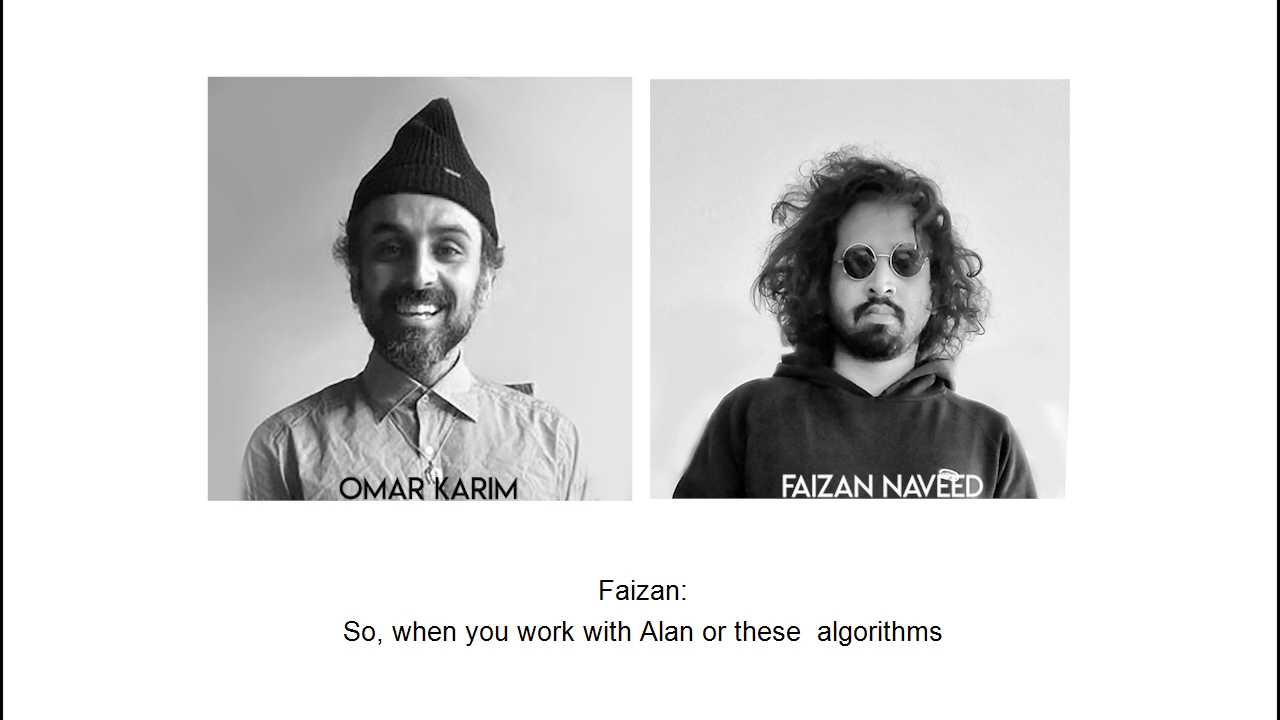 OMAR KARIM
FAIZAN NAVEED
Faizan:
So, when you work with Alan or these  algorithms